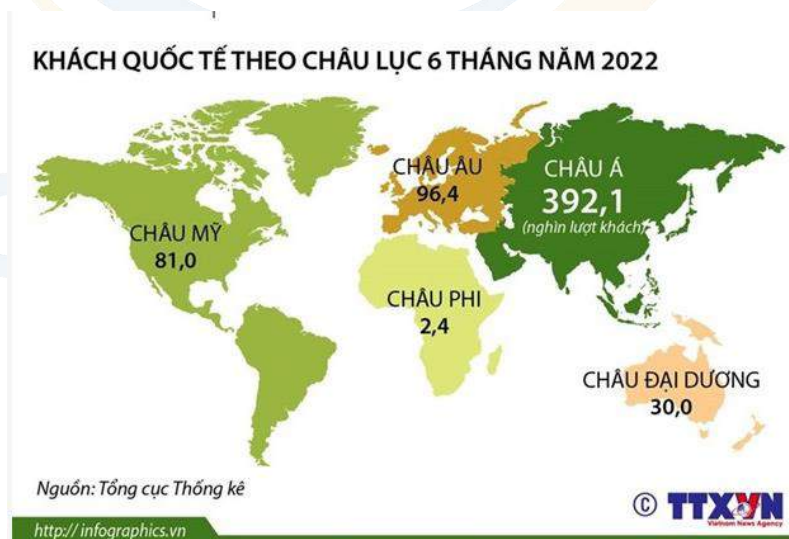 KHÁCH QUỐC TẾ THEO CHÂU LỤC 6 THÁNG NĂM 2022
CHÂU ÂU
96,4
CHÂU Á
392,1
(nghìn lượt khách)
CHÂU MỸ
81,0
CHÂU PHI
2,4
CHÂU ĐẠI DƯƠNG
30,0
Nguồn: Tổng cục Thống kê
© TTXVN
Vietnam News Agency
http://infographics.vn